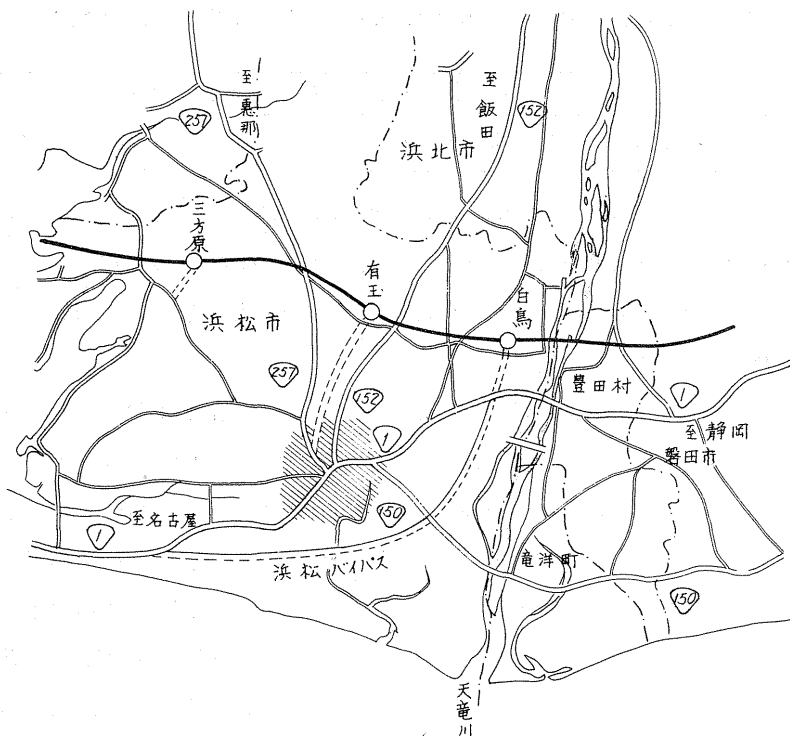 至恵那
257
至飯田
152
浜北市
三方原
有玉
白鳥
浜松市
257
152
豊田村
1
1
至静岡
磐田市
150
至名古屋
1
浜松バイパス
竜洋町
150
天竜川